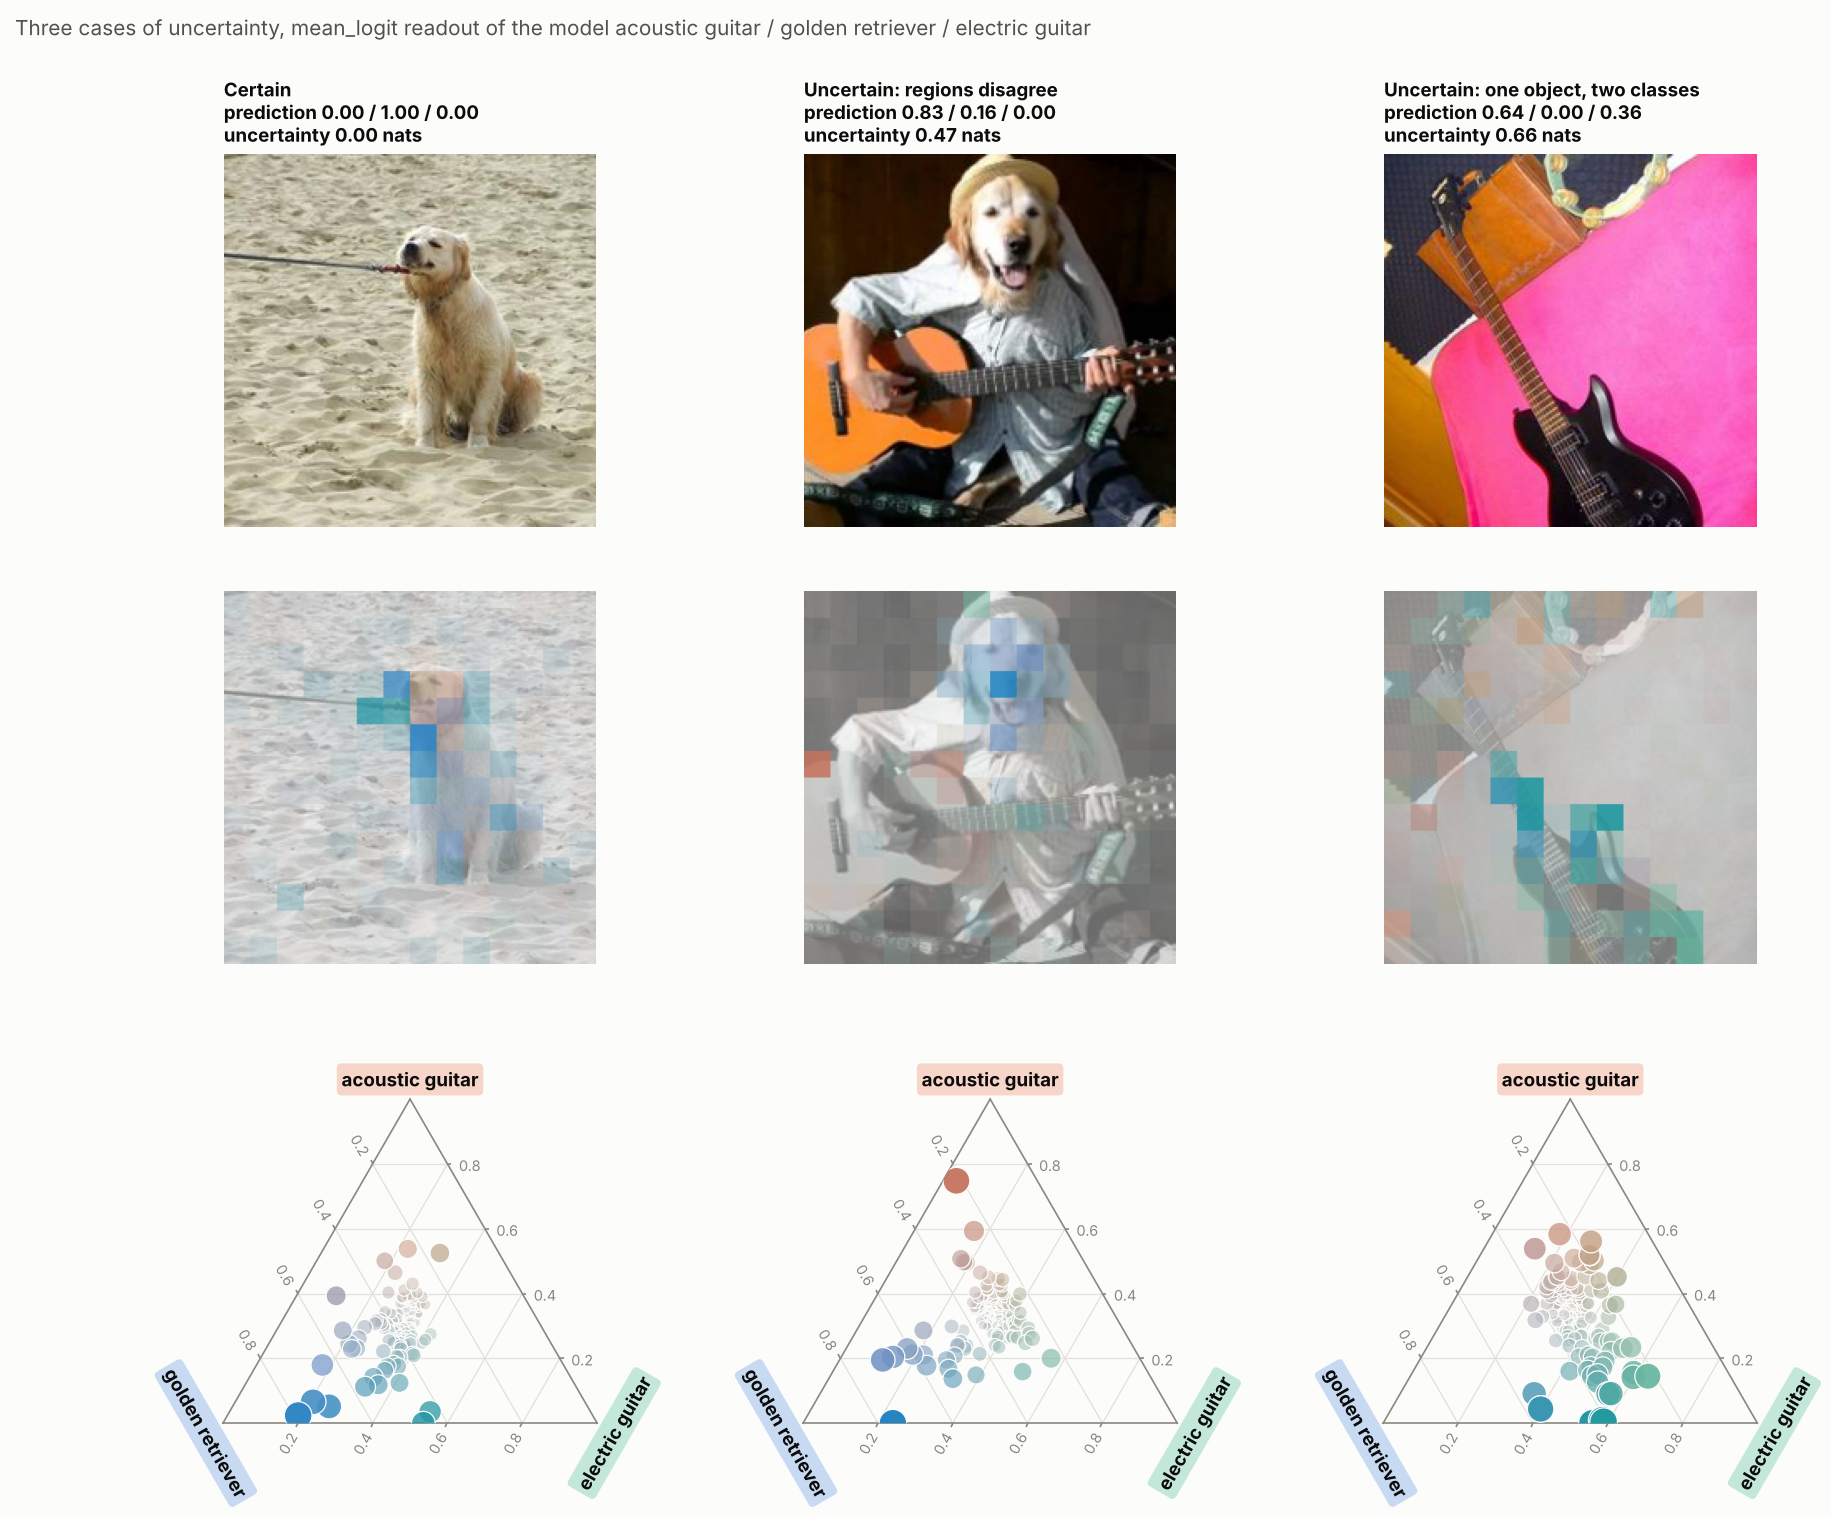 Three cases of uncertainty, mean_logit readout of the model acoustic guitar / golden retriever / electric guitar
Certain
prediction 0.00 / 1.00 / 0.00
uncertainty 0.00 nats
Uncertain: regions disagree
prediction 0.83 / 0.16 / 0.00
uncertainty 0.47 nats
Uncertain: one object, two classes
prediction 0.64 / 0.00 / 0.36
uncertainty 0.66 nats
acoustic guitar
0.2
0.8
0.4
0.6
0.6
0.4
0.8
0.2
golden retriever
0.2
0.4
0.6
0.8
electric guitar
acoustic guitar
0.2
0.8
0.4
0.6
0.6
0.4
0.8
0.2
golden retriever
0.2
0.4
0.6
0.8
electric guitar
acoustic guitar
0.2
0.8
0.4
0.6
0.6
0.4
0.8
0.2
golden retriever
0.2
0.4
0.6
0.8
electric guitar